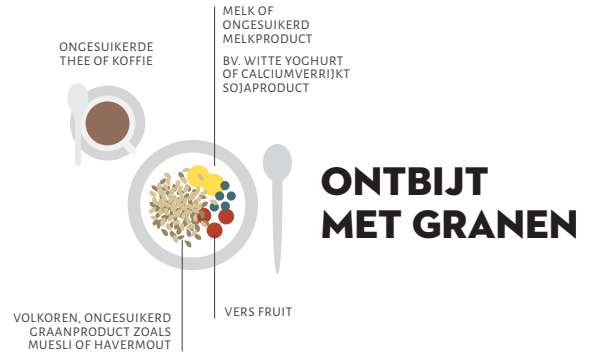 MELK OF
ONGESUIKERD
MELKPRODUCT
BV. WITTE YOGHURT
OF CALCIUMVERRIJKT
SOJAPRODUCT
ONGESUIKERDE
THEE OF KOFFIE
ONTBIJT
MET GRANEN
VERS FRUIT
VOLKOREN, ONGESUIKERD
GRAANPRODUCT ZOALS
MUESLI OF HAVERMOUT